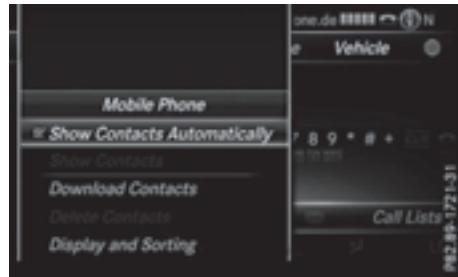 one.de N
e Vehicle
Mobile Phone
Show Contacts Automatically
7 8 9 * # +
Show Contacts
Download Contacts
Delete Contacts
Call Lists
Display and Sorting
P82.89-1721-31